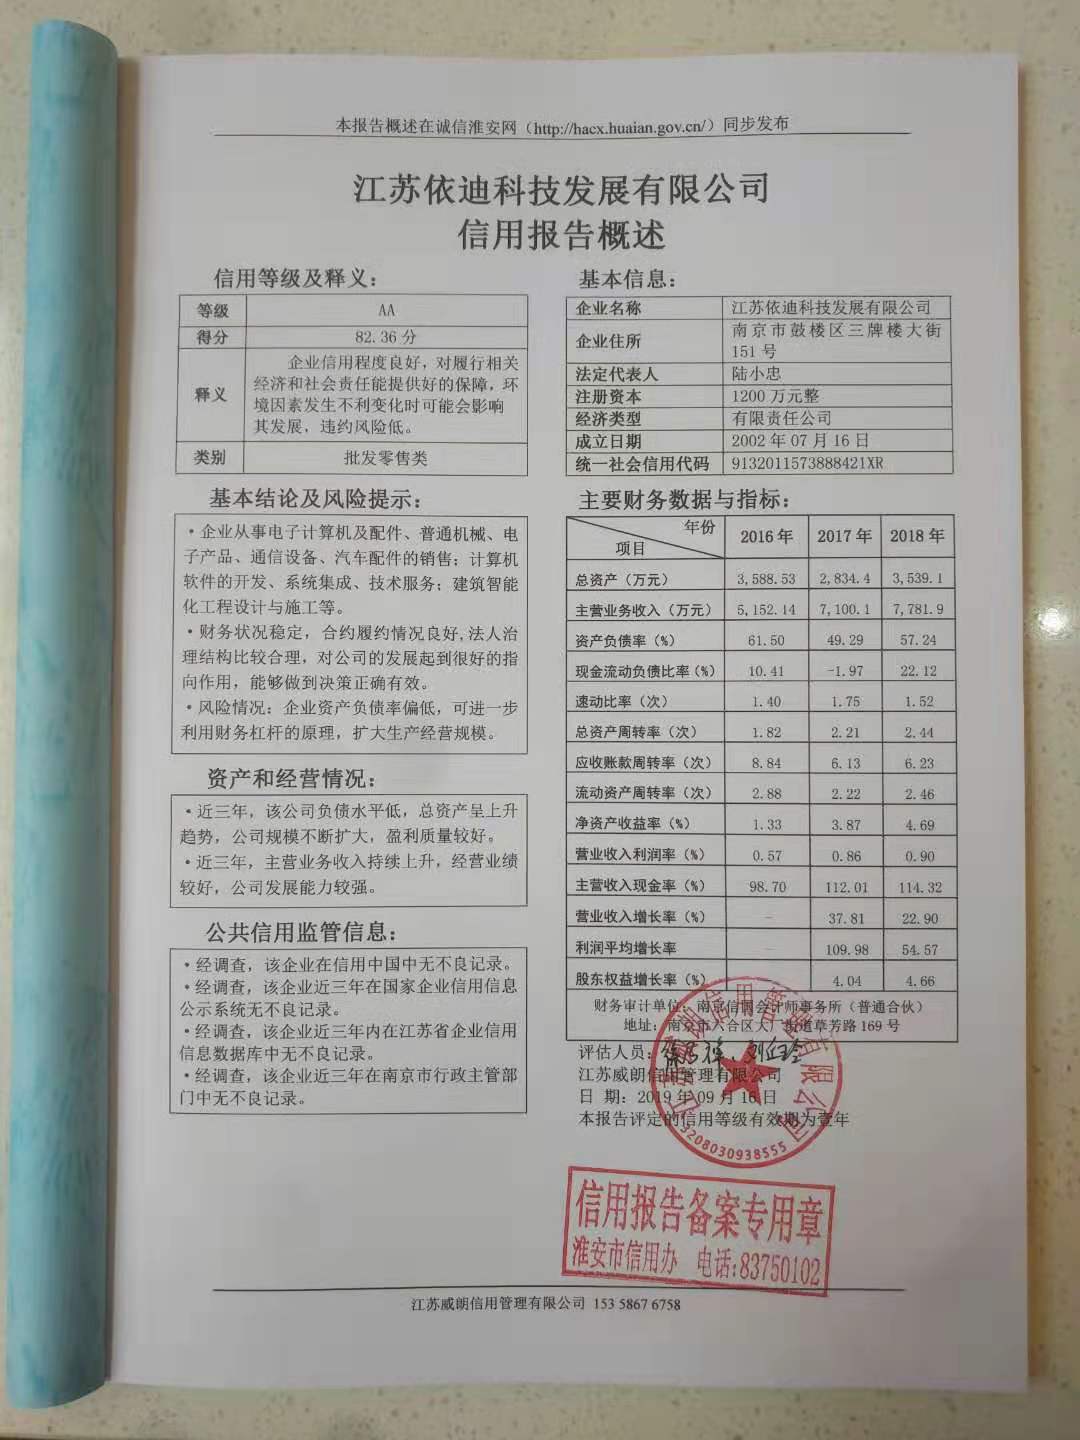 本报告概述在诚信淮安网（http://hacx.huaian.gov.cn/）同步发布
江苏依迪科技发展有限公司
信用报告概述
信用等级及释义：
等级 AA
得分 82.36 分
释义
企业信用程度良好，对履行相关
经济和社会责任能提供好的保障，环
境因素发生不利变化时可能会影响
其发展，违约风险低。
类别 批发零售类
基本结论及风险提示：
·企业从事电子计算机及配件、普通机械、电
子产品、通信设备、汽车配件的销售；计算机
软件的开发、系统集成、技术服务；建筑智能
化工程设计与施工等。
·财务状况稳定，合约履约情况良好,法人治
理结构比较合理，对公司的发展起到很好的指
向作用，能够做到决策正确有效。
·风险情况：企业资产负债率偏低，可进一步
利用财务杠杆的原理，扩大生产经营规模。
资产和经营情况：
·近三年，该公司负债水平低，总资产呈上升
趋势，公司规模不断扩大，盈利质量较好。
·近三年，主营业务收入持续上升，经营业绩
较好，公司发展能力较强。
公共信用监管信息：
·经调查，该企业在信用中国中无不良记录。
·经调查，该企业近三年在国家企业信用信息
公示系统无不良记录。
·经调查，该企业近三年内在江苏省企业信用
信息数据库中无不良记录。
·经调查，该企业近三年在南京市行政主管部
门中无不良记录。
基本信息：
企业名称 江苏依迪科技发展有限公司
企业住所 南京市鼓楼区三牌楼大街
151 号
法定代表人 陆小忠
注册资本 1200 万元整
经济类型 有限责任公司
成立日期 2002 年 07 月 16 日
统一社会信用代码 9132011573888421XR
主要财务数据与指标：
年份
项目 2016 年 2017 年 2018 年
总资产（万元） 3,588.53 2,834.4 3,539.1
主营业务收入（万元） 5,152.14 7,100.1 7,781.9
资产负债率（%） 61.50 49.29 57.24
现金流动负债比率（%） 10.41 -1.97 22.12
速动比率（次） 1.40 1.75 1.52
总资产周转率（次） 1.82 2.21 2.44
应收账款周转率（次） 8.84 6.13 6.23
流动资产周转率（次） 2.88 2.22 2.46
净资产收益率（%） 1.33 3.87 4.69
营业收入利润率（%） 0.57 0.86 0.90
主营收入现金率（%） 98.70 112.01 114.32
营业收入增长率（%） - 37.81 22.90
利润平均增长率 - 109.98 54.57
股东权益增长率（%） 4.04 4.66
财务审计单位：南京信国会计师事务所（普通合伙）
地址：南京市六合区大厂街道草芳路 169 号
评估人员：
江苏威朗信用管理有限公司
日 期：2019 年 09 月 16 日
本报告评定的信用等级有效期为壹年
江苏威朗信用管理有限公司
3208030938555
信用报告备案专用章
淮安市信用办 电话:83750102
江苏威朗信用管理有限公司 153 5867 6758